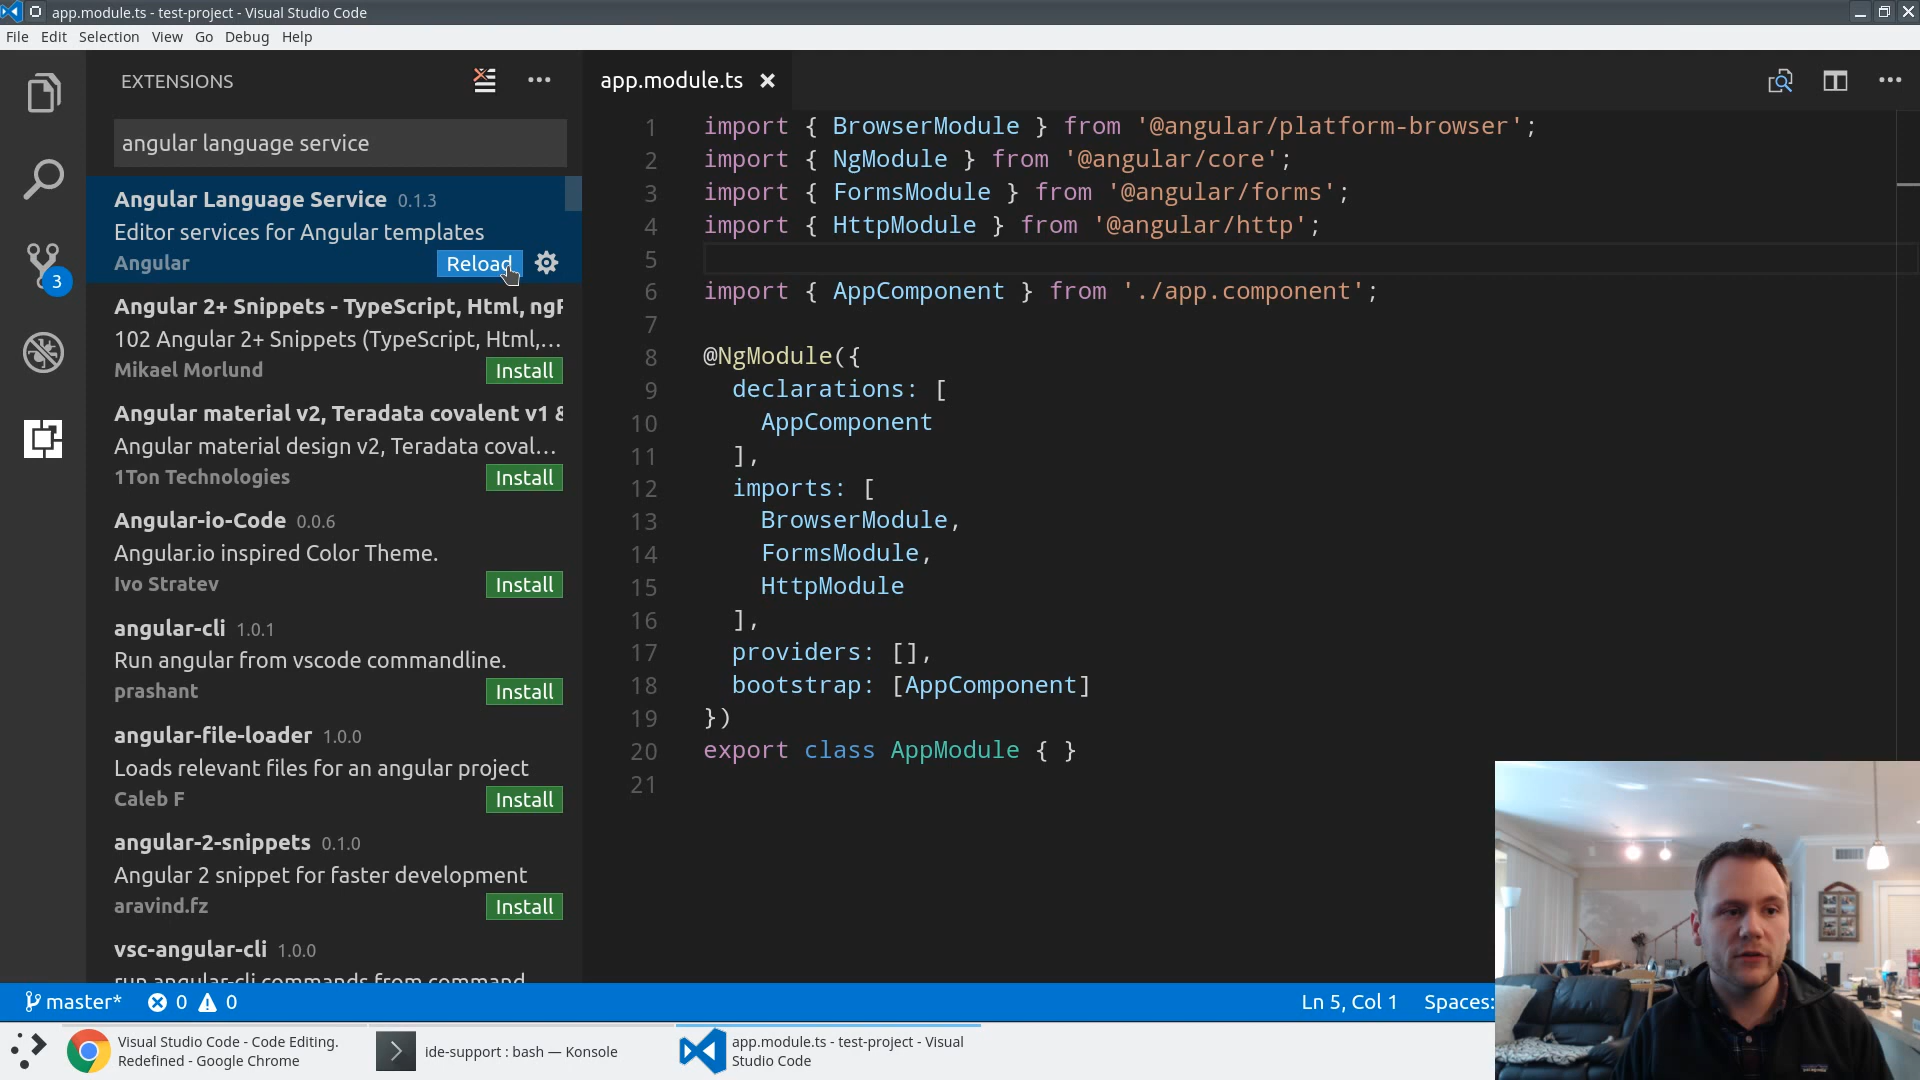 app.module.ts - test-project - Visual Studio Code
File Edit Selection View Go Debug Help
EXTENSIONS
angular language service
Angular Language Service 0.1.3
Editor services for Angular templates
Angular Reload
Angular 2+ Snippets - TypeScript, Html, ngF
102 Angular 2+ Snippets (TypeScript, Html,...
Mikael Morlund Install
Angular material v2, Teradata covalent v1 &
Angular material design v2, Teradata coval...
1Ton Technologies Install
Angular-io-Code 0.0.6
Angular.io inspired Color Theme.
Ivo Stratev Install
angular-cli 1.0.1
Run angular from vscode commandline.
prashant Install
angular-file-loader 1.0.0
Loads relevant files for an angular project
Caleb F Install
angular-2-snippets 0.1.0
Angular 2 snippet for faster development
aravind.fz Install
vsc-angular-cli 1.0.0
run angular-cli commands from command
3
app.module.ts
1 import { BrowserModule } from '@angular/platform-browser';
2 import { NgModule } from '@angular/core';
3 import { FormsModule } from '@angular/forms';
4 import { HttpModule } from '@angular/http';
5
6 import { AppComponent } from './app.component';
7
8 @NgModule({
9 declarations: [
10 AppComponent
11 ],
12 imports: [
13 BrowserModule,
14 FormsModule,
15 HttpModule
16 ],
17 providers: [],
18 bootstrap: [AppComponent]
19 })
20 export class AppModule { }
21
master* 0 0 Ln 5, Col 1 Spaces:
Visual Studio Code - Code Editing.
Redefined - Google Chrome
ide-support : bash — Konsole
app.module.ts - test-project - Visual
Studio Code